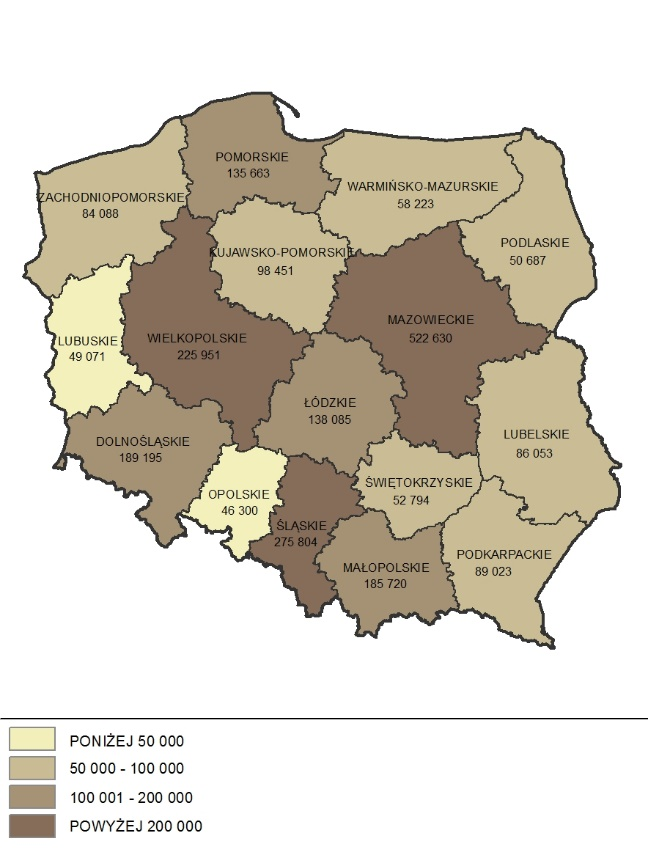 POMORSKIE
135 663
WARMIŃSKO-MAZURSKIE
58 223
ZACHODNIOPOMORSKIE
84 088
PODLASKIE
50 687
KUJAWSKO-POMORSKIE
98 451
MAZOWIECKIE
522 630
LUBUSKIE
49 071
WIELKOPOLSKIE
225 951
ŁÓDZKIE
138 085
DOLNOŚLĄSKIE
189 195
LUBELSKIE
86 053
OPOLSKIE
46 300
ŚWIĘTOKRZYSKIE
52 794
ŚLĄSKIE
275 804
MAŁOPOLSKIE
185 720
PODKARPACKIE
89 023
PONIŻEJ 50 000
50 000 - 100 000
100 001 - 200 000
POWYŻEJ 200 000